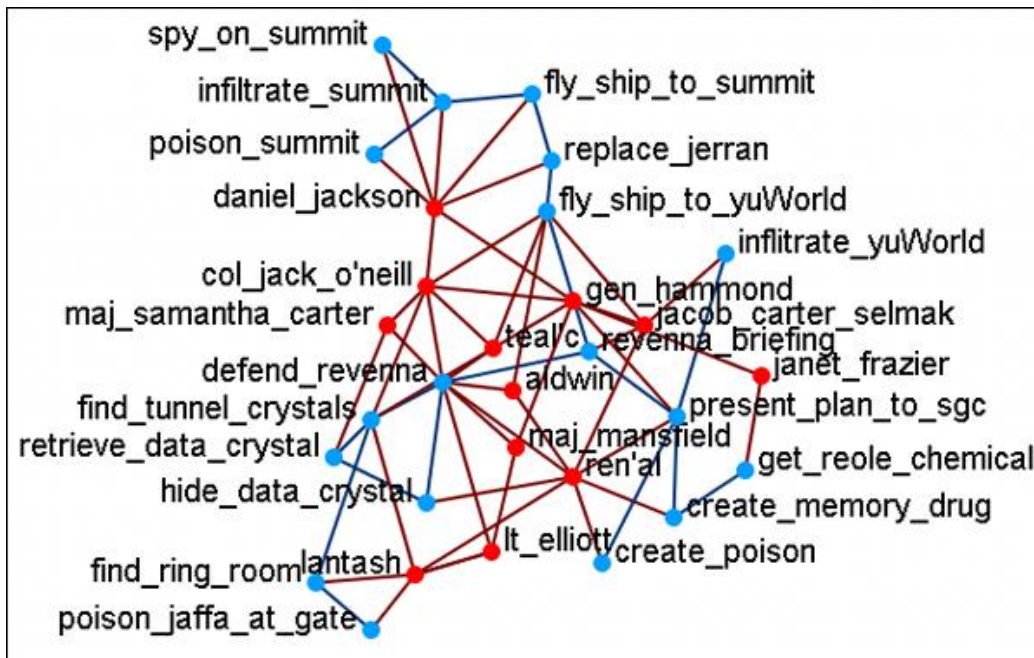 spy_on_summit
infiltrate_summit
fly_ship_to_summit
poison_summit
replace_jerran
daniel_jackson
fly_ship_to_yuWorld
inflitrate_yuWorld
col_jack_o'neill
gen_hammond
maj_samantha_carter
jacob_carter_selmak
teal'c
revenna_briefing
defend_revenna
aldwin
janet_frazier
find_tunnel_crystals
present_plan_to_sgc
retrieve_data_crystal
maj_mansfield
ren'al
get_reole_chemical
hide_data_crystal
create_memory_drug
lt_elliott
create_poison
find_ring_room
lantash
poison_jaffa_at_gate